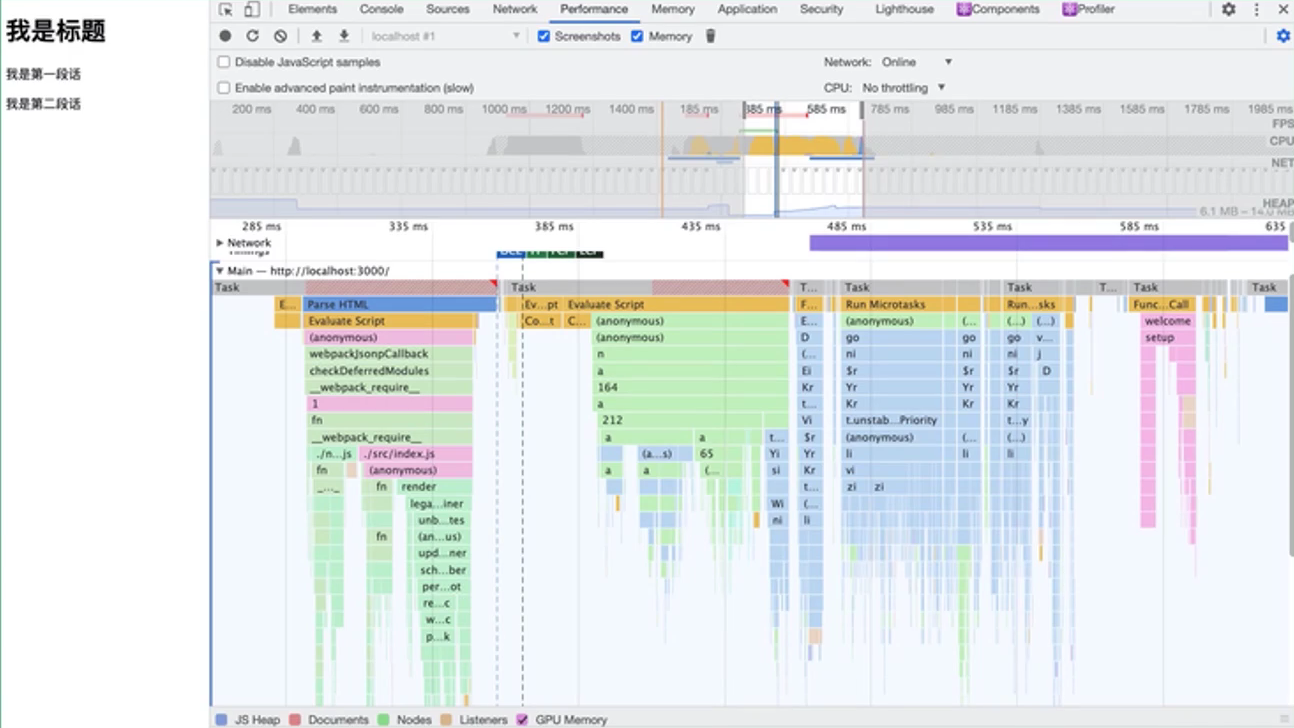 我是标题
我是第一段话
我是第二段话
Elements Console Sources Network Performance Memory Application Security Lighthouse Components Profiler
localhost #1 Screenshots Memory
Disable JavaScript samples Network: Online
Enable advanced paint instrumentation (slow) CPU: No throttling
200 ms 400 ms 600 ms 800 ms 1000 ms 1200 ms 1400 ms 185 ms 385 ms 585 ms 785 ms 985 ms 1185 ms 1385 ms 1585 ms 1785 ms 1985 ms
FPS
CPU
NET
HEAP
6.1 MB – 14.0 MB
285 ms 335 ms 385 ms 435 ms 485 ms 535 ms 585 ms 635
Network
Main — http://localhost:3000/
Task Task T... Task Task T... Task Task
E... Parse HTML Ev...pt Evaluate Script F... Run Microtasks Run...sks Func...Call
Evaluate Script Co...t C... (anonymous) E... (anonymous) (... (...) (...) welcome
(anonymous) (anonymous) D go go go v... setup
webpackJsonpCallback n (... ni ni ni j
checkDeferredModules a Ei $r $r $r D
__webpack_require__ 164 Kr Yr Yr Yr
1 a t... Kr Kr Kr
fn 212 Vi t.unstab...Priority t...y
__webpack_require__ a a t... $r (anonymous) (... (...)
./n...js ./src/index.js (a...s) 65 Yi Yr li li li
fn (anonymous) a a (... si Kr vi
_..._ fn render t... zi zi
lega...iner Wi (...
unb...tes ni li
fn (an...us)
upd...ner
sch...ber
per...ot
re...c
w...c
p...k
JS Heap Documents Nodes Listeners GPU Memory